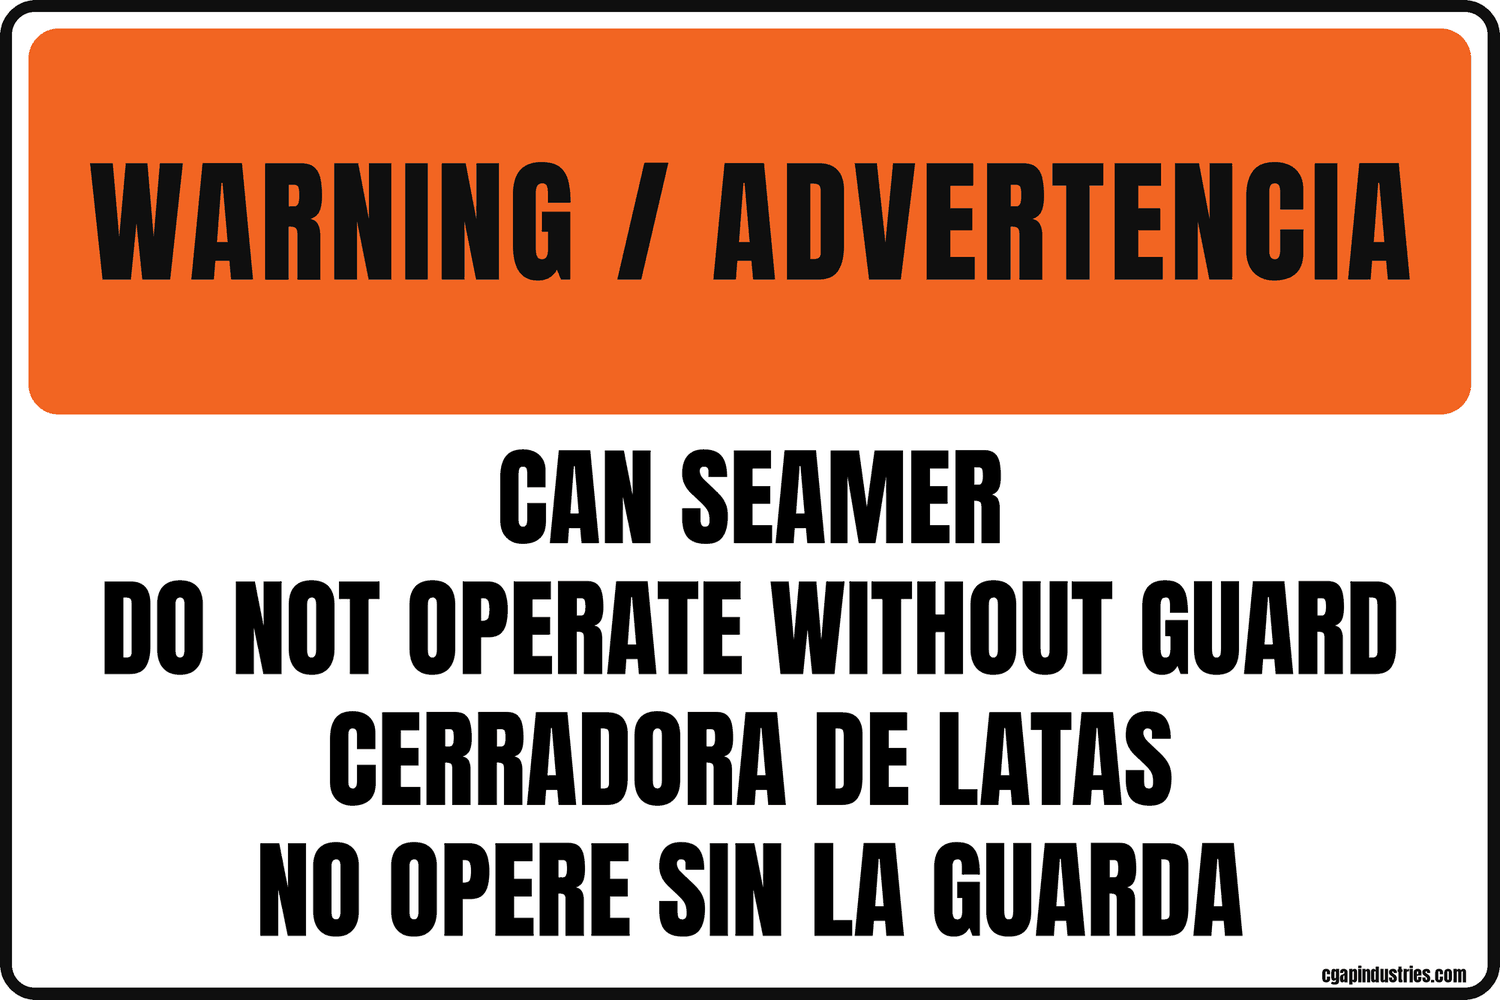 WARNING / ADVERTENCIA
CAN SEAMER
DO NOT OPERATE WITHOUT GUARD
CERRADORA DE LATAS
NO OPERE SIN LA GUARDA
cgapindustries.com